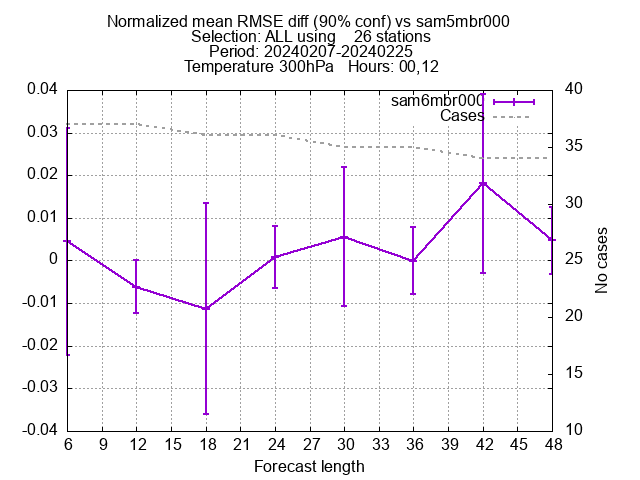 Normalized mean RMSE diff (90% conf) vs sam5mbr000
Selection: ALL using    26 stations
Period: 20240207-20240225
Temperature 300hPa   Hours: 00,12
sam6mbr000
Cases
0.04
0.03
0.02
0.01
0
-0.01
-0.02
-0.03
-0.04
40
35
30
25
20
15
10
No cases
6 12 15 18 21 24 27 30 33 36 39 42 45 48
Forecast length